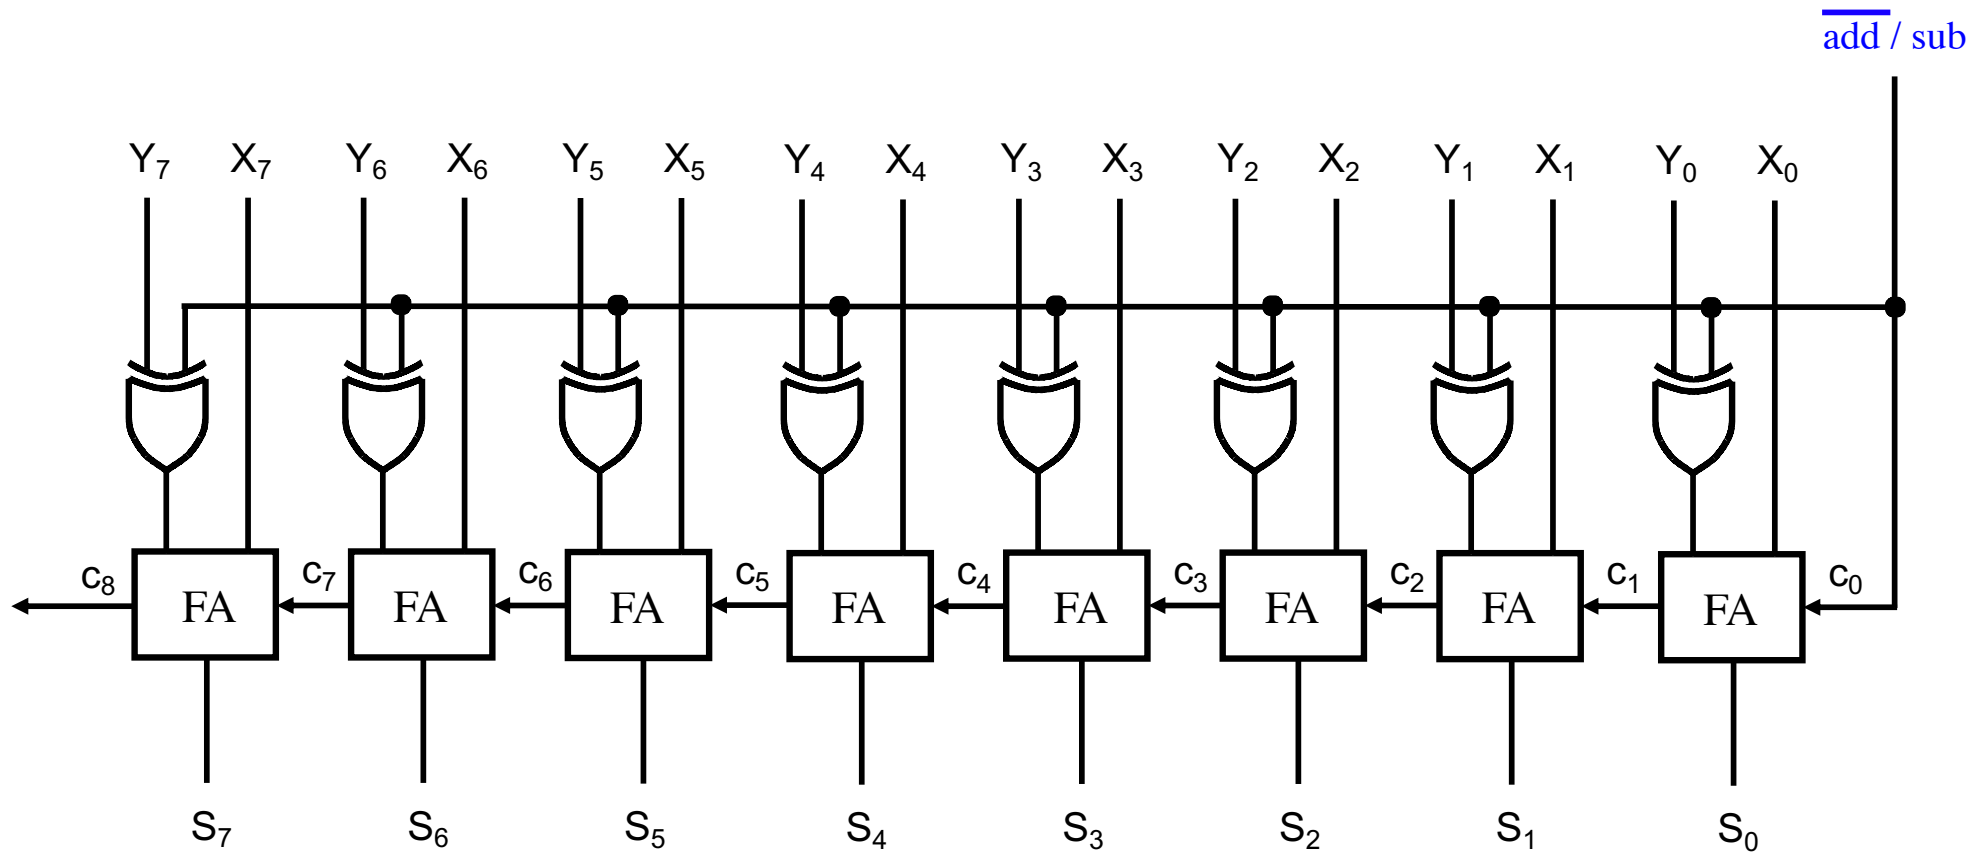 add / sub
Y₇ X₇ Y₆ X₆ Y₅ X₅ Y₄ X₄ Y₃ X₃ Y₂ X₂ Y₁ X₁ Y₀ X₀
c₈ c₇ c₆ c₅ c₄ c₃ c₂ c₁ c₀
FA FA FA FA FA FA FA FA
S₇ S₆ S₅ S₄ S₃ S₂ S₁ S₀